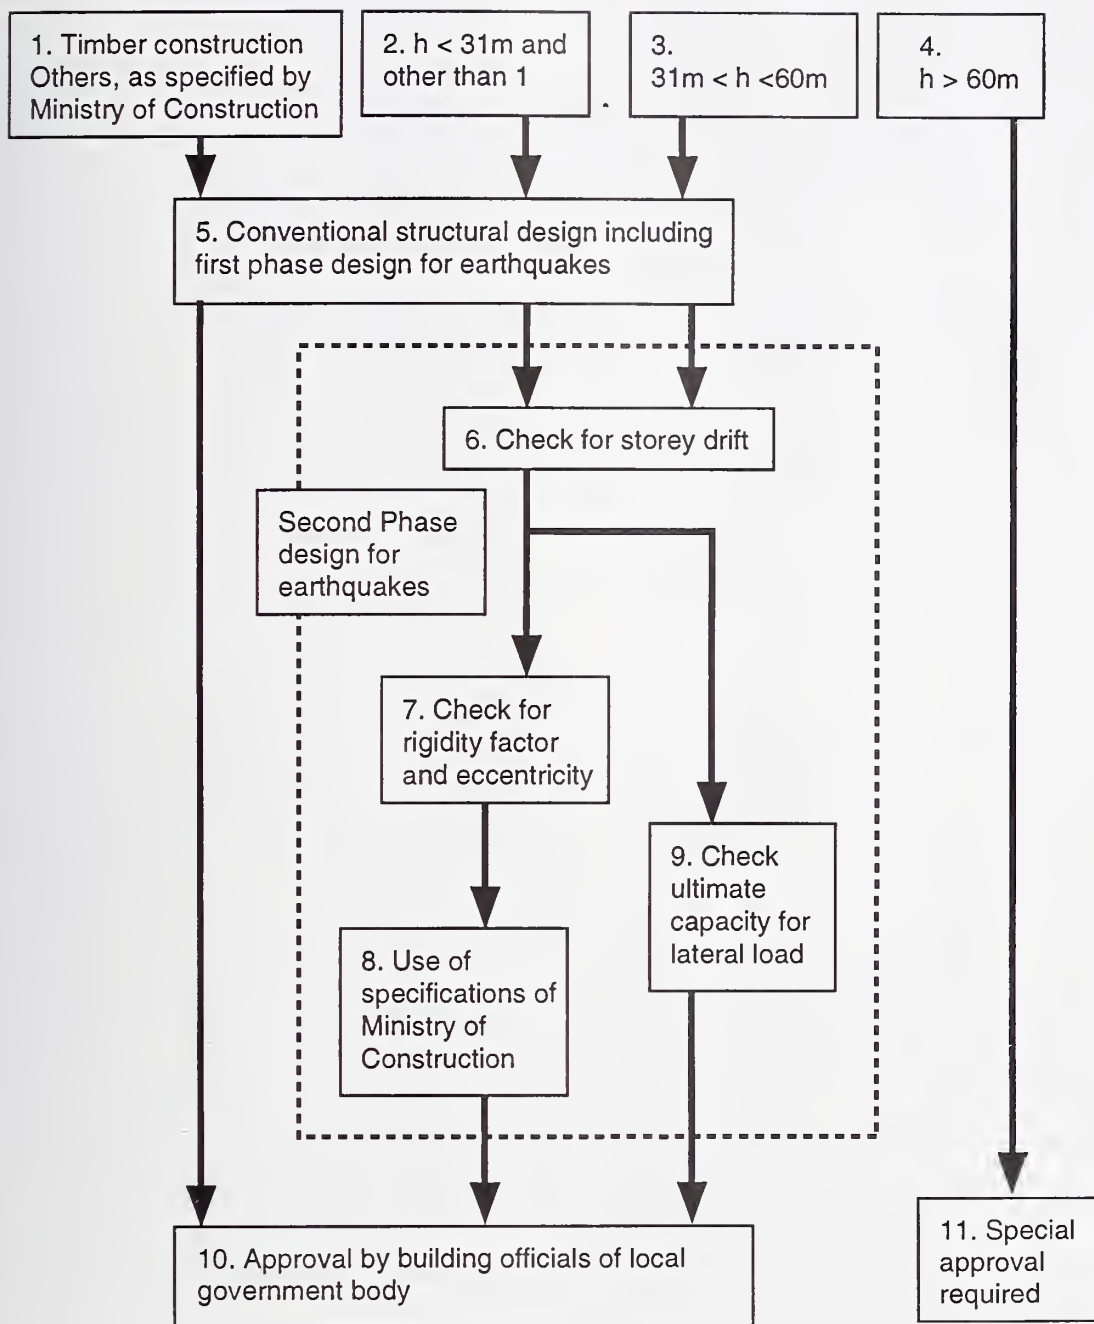 1. Timber construction
Others, as specified by
Ministry of Construction
2. h < 31m and
other than 1
3.
31m < h <60m
4.
h > 60m
5. Conventional structural design including
first phase design for earthquakes
6. Check for storey drift
Second Phase
design for
earthquakes
7. Check for
rigidity factor
and eccentricity
9. Check
ultimate
capacity for
lateral load
8. Use of
specifications of
Ministry of
Construction
10. Approval by building officials of local
government body
11. Special
approval
required